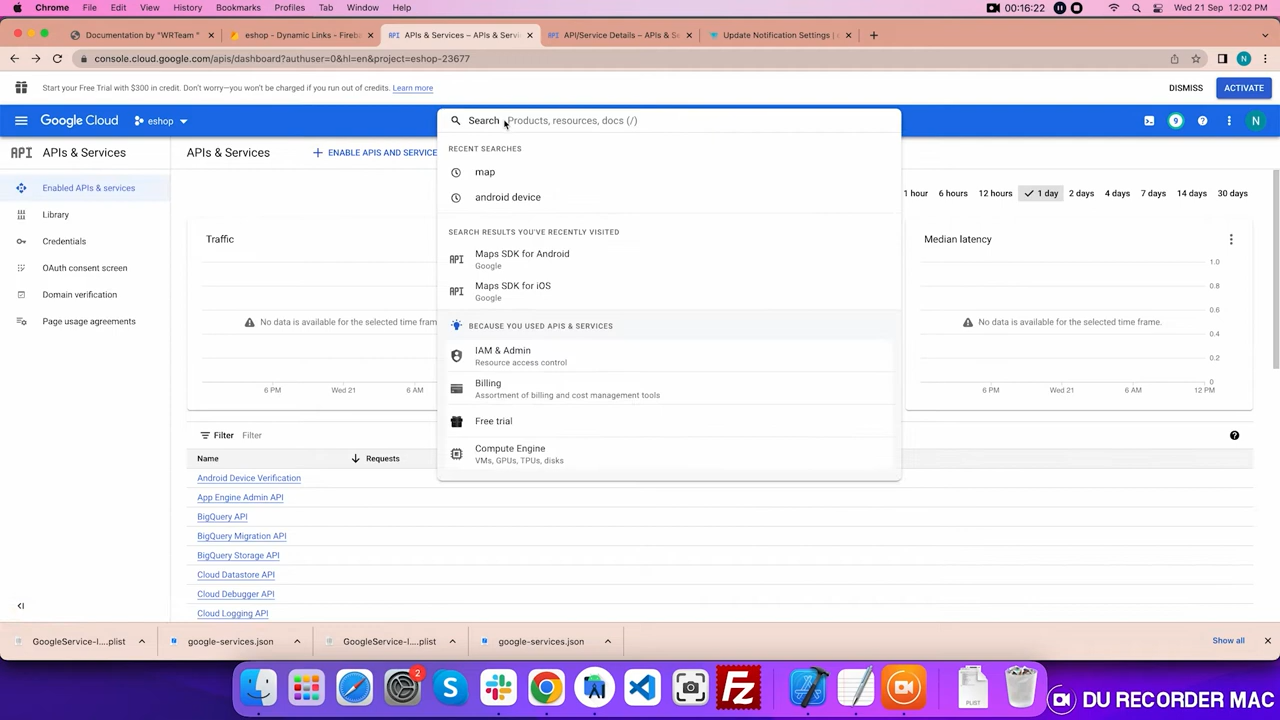 Chrome File Edit View History Bookmarks Profiles Tab Window Help
00:16:22
Wed 21 Sep 12:02 PM
Documentation by "WRTeam"
eshop - Dynamic Links - Fireba
API APIs & Services – APIs & Servi
API API/Service Details – APIs & S
Update Notification Settings | c
console.cloud.google.com/apis/dashboard?authuser=0&hl=en&project=eshop-23677
N
Start your Free Trial with $300 in credit. Don't worry—you won't be charged if you run out of credits. Learn more
DISMISS
ACTIVATE
Google Cloud
eshop
Search Products, resources, docs (/)
9
N
API APIs & Services
APIs & Services
ENABLE APIS AND SERVICE
RECENT SEARCHES
map
android device
Enabled APIs & services
Library
Credentials
OAuth consent screen
Domain verification
Page usage agreements
1 hour 6 hours 12 hours 1 day 2 days 4 days 7 days 14 days 30 days
SEARCH RESULTS YOU'VE RECENTLY VISITED
API Maps SDK for Android
Google
API Maps SDK for iOS
Google
BECAUSE YOU USED APIS & SERVICES
IAM & Admin
Resource access control
Billing
Assortment of billing and cost management tools
Free trial
Compute Engine
VMs, GPUs, TPUs, disks
Traffic
No data is available for the selected time fram
6 PM Wed 21 6 AM
Median latency
1.0
0.8
0.6
0.4
0.2
0
No data is available for the selected time frame.
6 PM Wed 21 6 AM 12 PM
Filter Filter
Name Requests
Android Device Verification
App Engine Admin API
BigQuery API
BigQuery Migration API
BigQuery Storage API
Cloud Datastore API
Cloud Debugger API
Cloud Logging API
GoogleService-I....plist
google-services.json
GoogleService-I....plist
google-services.json
Show all
2
PLIST
DU RECORDER MAC